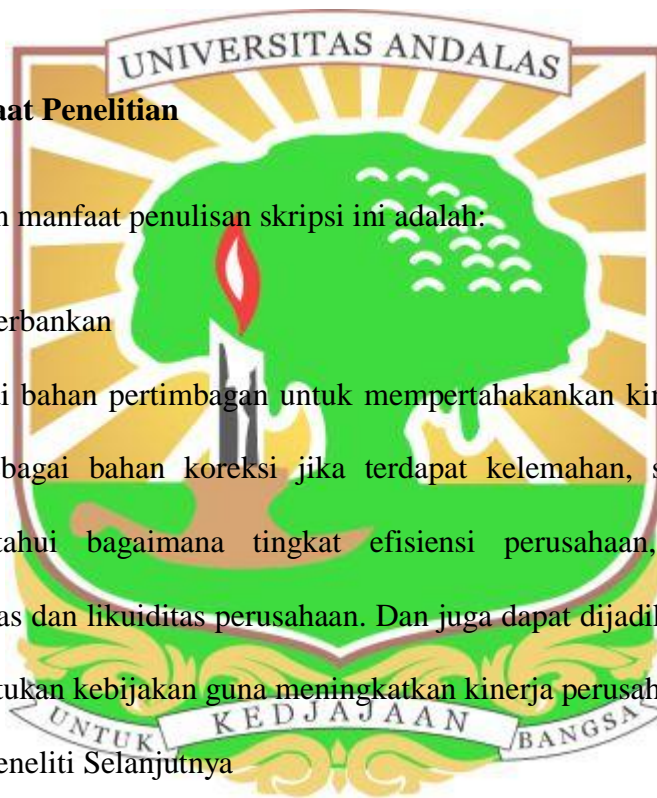 UNIVERSITAS ANDALAS
aat Penelitian
n manfaat penulisan skripsi ini adalah:
erbankan
i bahan pertimbagan untuk mempertahakankan kin
bagai bahan koreksi jika terdapat kelemahan, s
tahui bagaimana tingkat efisiensi perusahaan,
as dan likuiditas perusahaan. Dan juga dapat dijadil
tukan kebijakan guna meningkatkan kinerja perusah
UNTUK KEDJAJAAN BANGSA
eneliti Selanjutnya